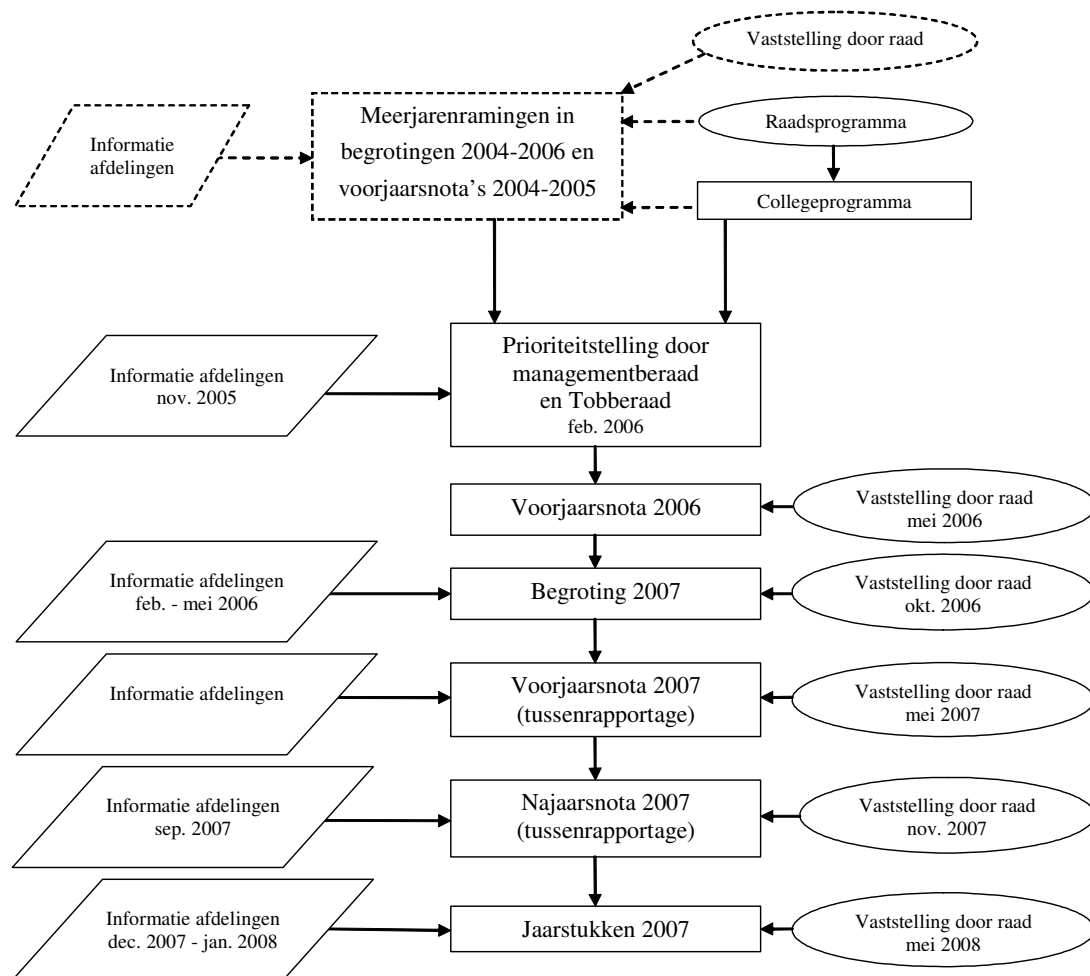 Vaststelling door raad
Meerjarenramingen in
begrotingen 2004-2006 en
voorjaarsnota's 2004-2005
Informatie
afdelingen
Raadsprogramma
Collegeprogramma
Prioriteitstelling door
managementberaad
en Tobberaad
feb. 2006
Informatie afdelingen
nov. 2005
Voorjaarsnota 2006
Vaststelling door raad
mei 2006
Informatie afdelingen
feb. - mei 2006
Begroting 2007
Vaststelling door raad
okt. 2006
Informatie afdelingen
Voorjaarsnota 2007
(tussenrapportage)
Vaststelling door raad
mei 2007
Informatie afdelingen
sep. 2007
Najaarsnota 2007
(tussenrapportage)
Vaststelling door raad
nov. 2007
Informatie afdelingen
dec. 2007 - jan. 2008
Jaarstukken 2007
Vaststelling door raad
mei 2008